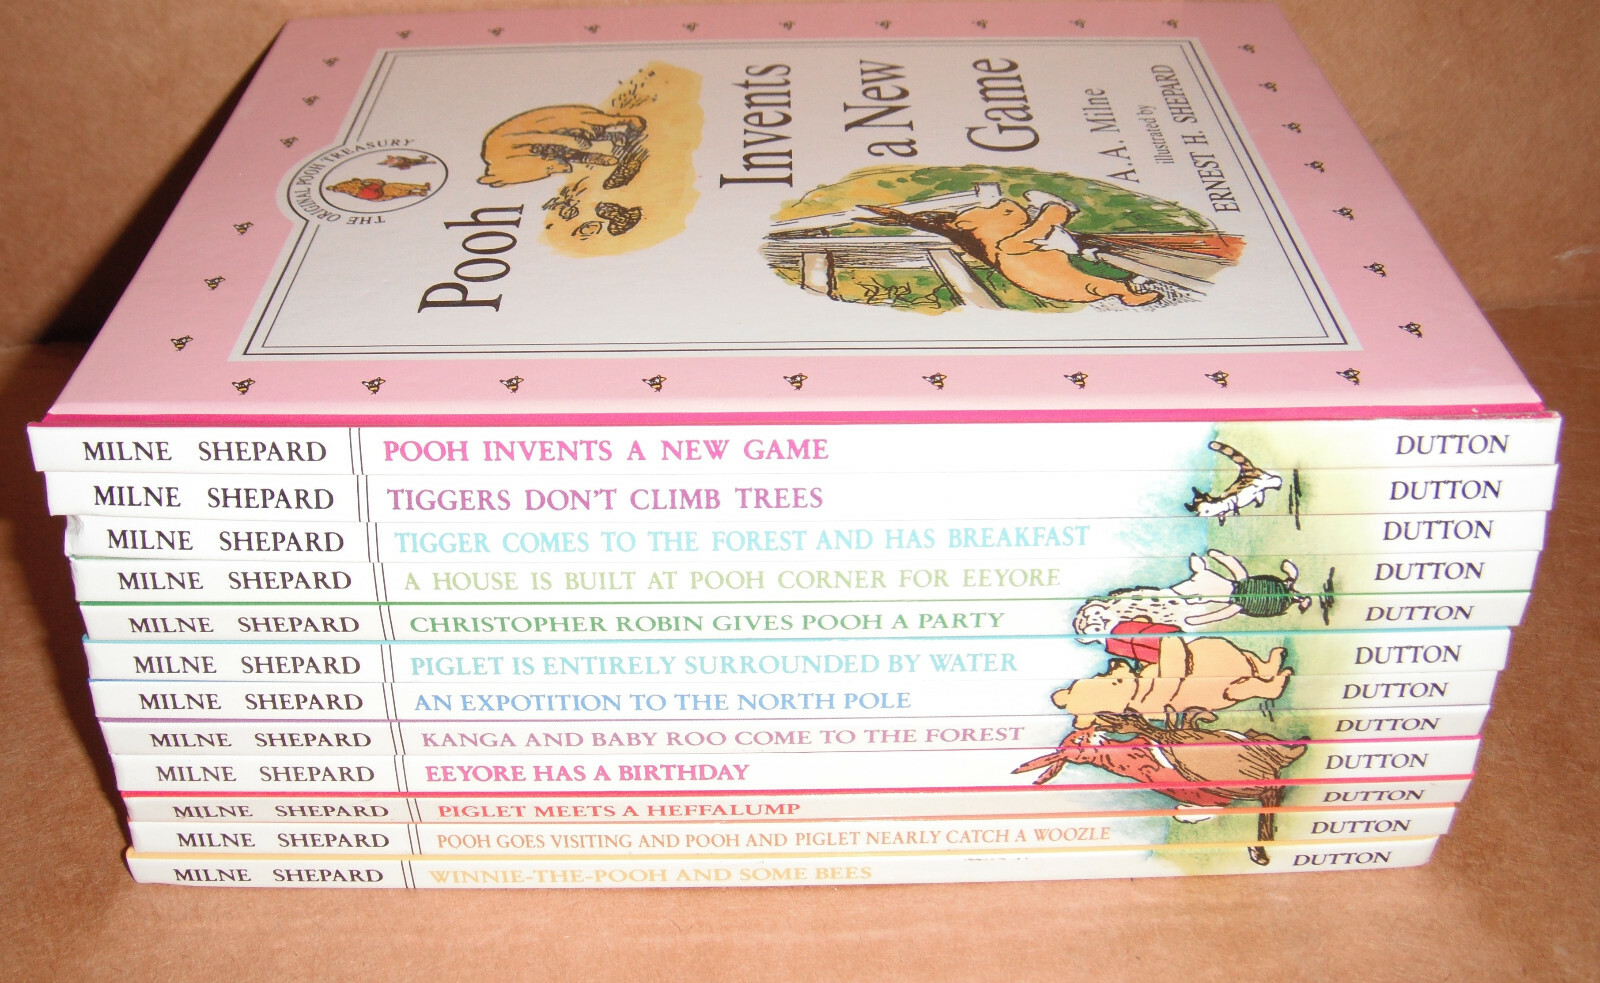 THE ORIGINAL POOH TREASURY
Pooh
Invents
a New
Game
A. A. Milne
illustrated by
ERNEST H. SHEPARD
MILNE SHEPARD POOH INVENTS A NEW GAME DUTTON
MILNE SHEPARD TIGGERS DON'T CLIMB TREES DUTTON
MILNE SHEPARD TIGGER COMES TO THE FOREST AND HAS BREAKFAST DUTTON
MILNE SHEPARD A HOUSE IS BUILT AT POOH CORNER FOR EEYORE DUTTON
MILNE SHEPARD CHRISTOPHER ROBIN GIVES POOH A PARTY DUTTON
MILNE SHEPARD PIGLET IS ENTIRELY SURROUNDED BY WATER DUTTON
MILNE SHEPARD AN EXPOTITION TO THE NORTH POLE DUTTON
MILNE SHEPARD KANGA AND BABY ROO COME TO THE FOREST DUTTON
MILNE SHEPARD EEYORE HAS A BIRTHDAY DUTTON
MILNE SHEPARD PIGLET MEETS A HEFFALUMP DUTTON
MILNE SHEPARD POOH GOES VISITING AND POOH AND PIGLET NEARLY CATCH A WOOZLE DUTTON
MILNE SHEPARD WINNIE-THE-POOH AND SOME BEES DUTTON